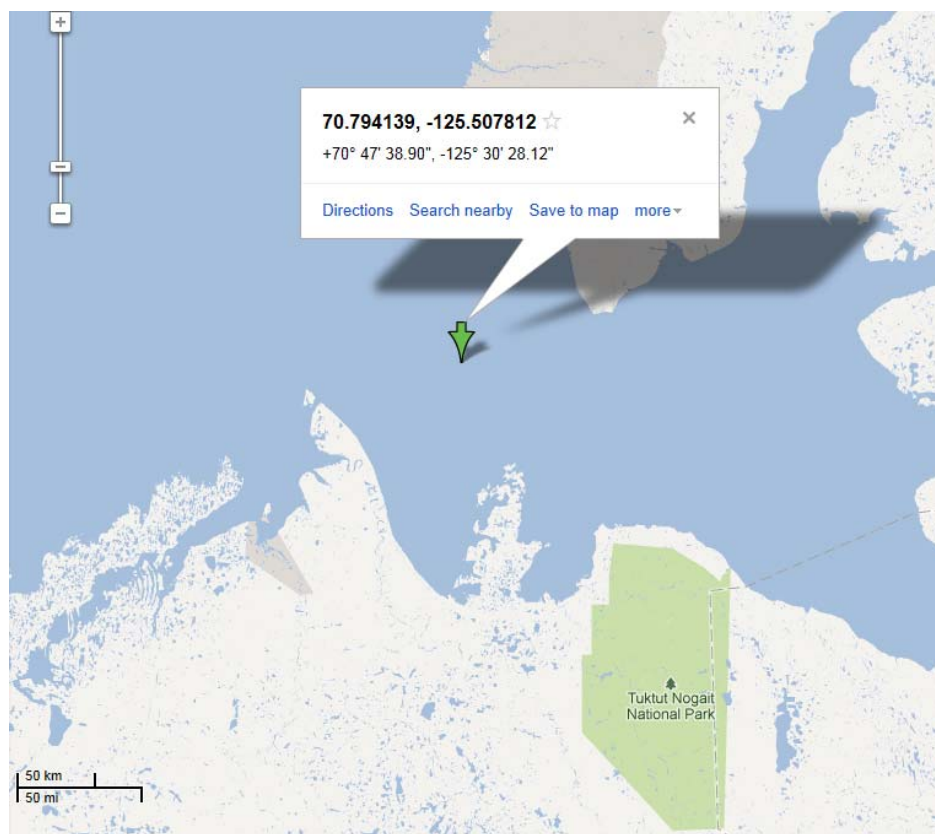 +
−
70.794139, -125.507812 ☆ ×
+70° 47' 38.90", -125° 30' 28.12"
Directions Search nearby Save to map more
Tuktut Nogait
National Park
50 km
50 mi